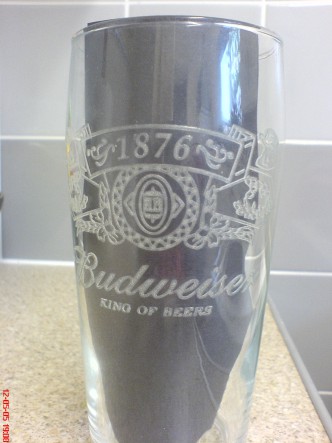 1876
Budweiser
KING OF BEERS